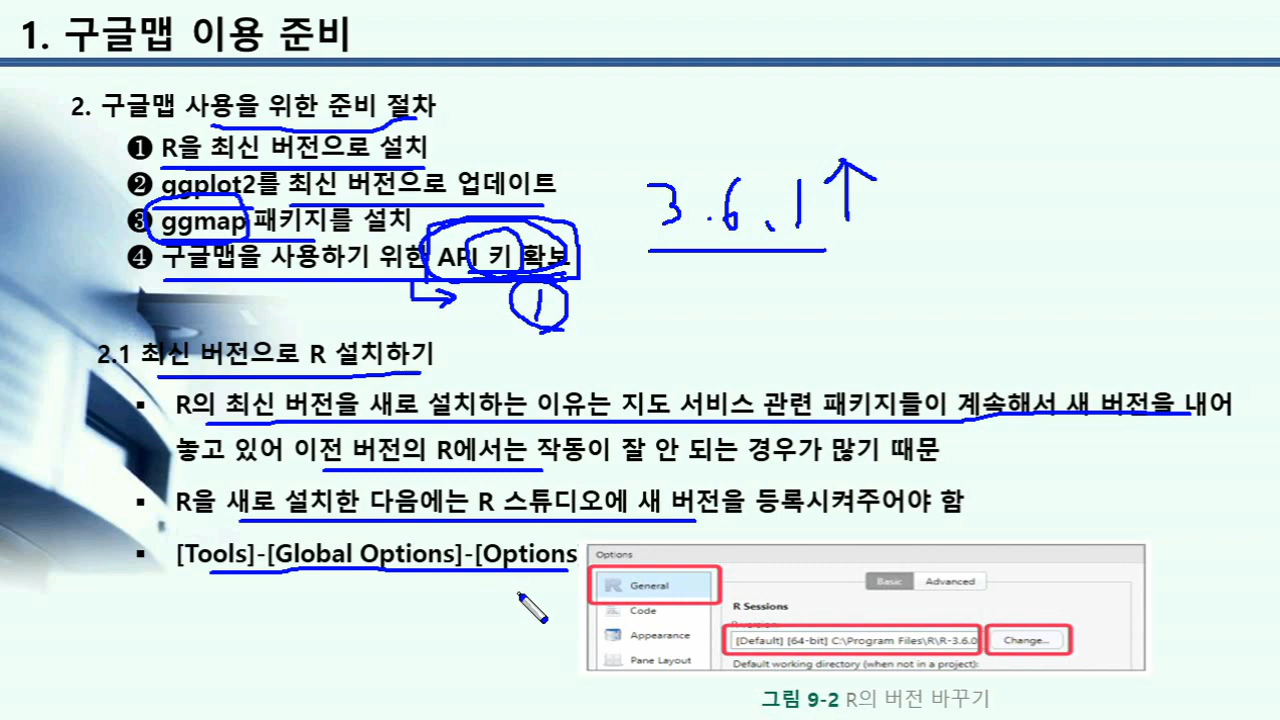 1. 구글맵 이용 준비
2. 구글맵 사용을 위한 준비 절차
❶ R을 최신 버전으로 설치
❷ ggplot2를 최신 버전으로 업데이트
❸ ggmap 패키지를 설치
❹ 구글맵을 사용하기 위한 API 키 확보
3.6.1↑
1
2.1 최신 버전으로 R 설치하기
▪ R의 최신 버전을 새로 설치하는 이유는 지도 서비스 관련 패키지들이 계속해서 새 버전을 내어
놓고 있어 이전 버전의 R에서는 작동이 잘 안 되는 경우가 많기 때문
▪ R을 새로 설치한 다음에는 R 스튜디오에 새 버전을 등록시켜주어야 함
▪ [Tools]-[Global Options]-[Options
Options
General
Code
Appearance
Pane Layout
Basic Advanced
R Sessions
R version:
[Default] [64-bit] C:\Program Files\R\R-3.6.0
Change...
Default working directory (when not in a project):
그림 9-2 R의 버전 바꾸기